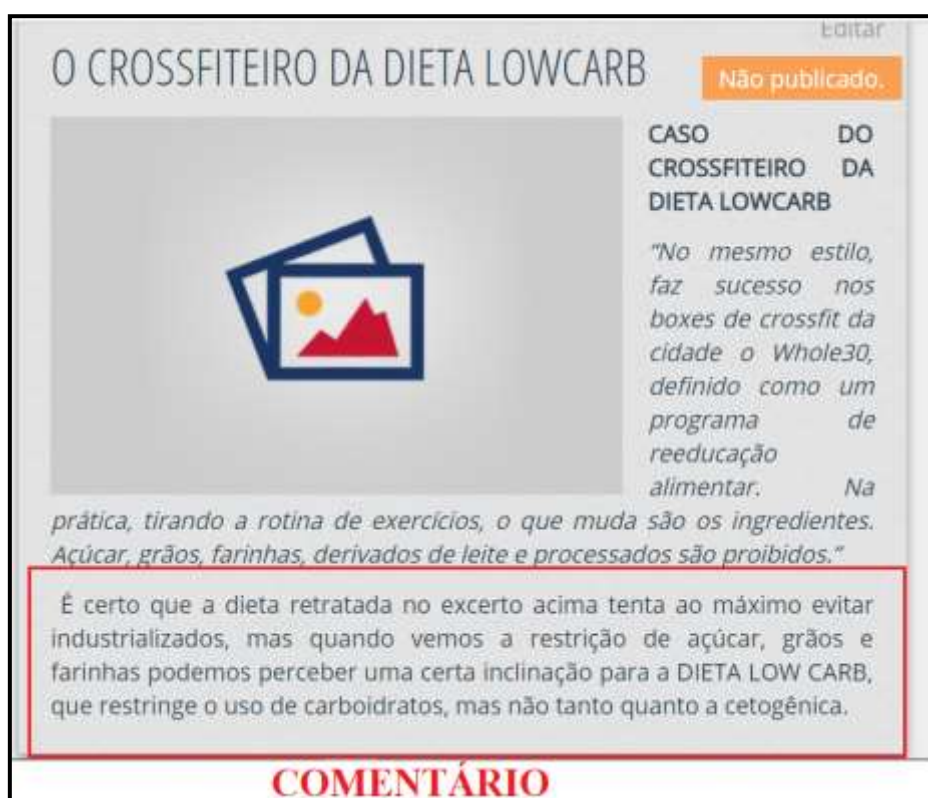 Editar
O CROSSFITEIRO DA DIETA LOWCARB
Não publicado.
CASO DO
CROSSFITEIRO DA
DIETA LOWCARB
"No mesmo estilo,
faz sucesso nos
boxes de crossfit da
cidade o Whole30,
definido como um
programa de
reeducação
alimentar. Na
prática, tirando a rotina de exercícios, o que muda são os ingredientes.
Açúcar, grãos, farinhas, derivados de leite e processados são proibidos."
É certo que a dieta retratada no excerto acima tenta ao máximo evitar
industrializados, mas quando vemos a restrição de açúcar, grãos e
farinhas podemos perceber uma certa inclinação para a DIETA LOW CARB,
que restringe o uso de carboidratos, mas não tanto quanto a cetogênica.
COMENTÁRIO